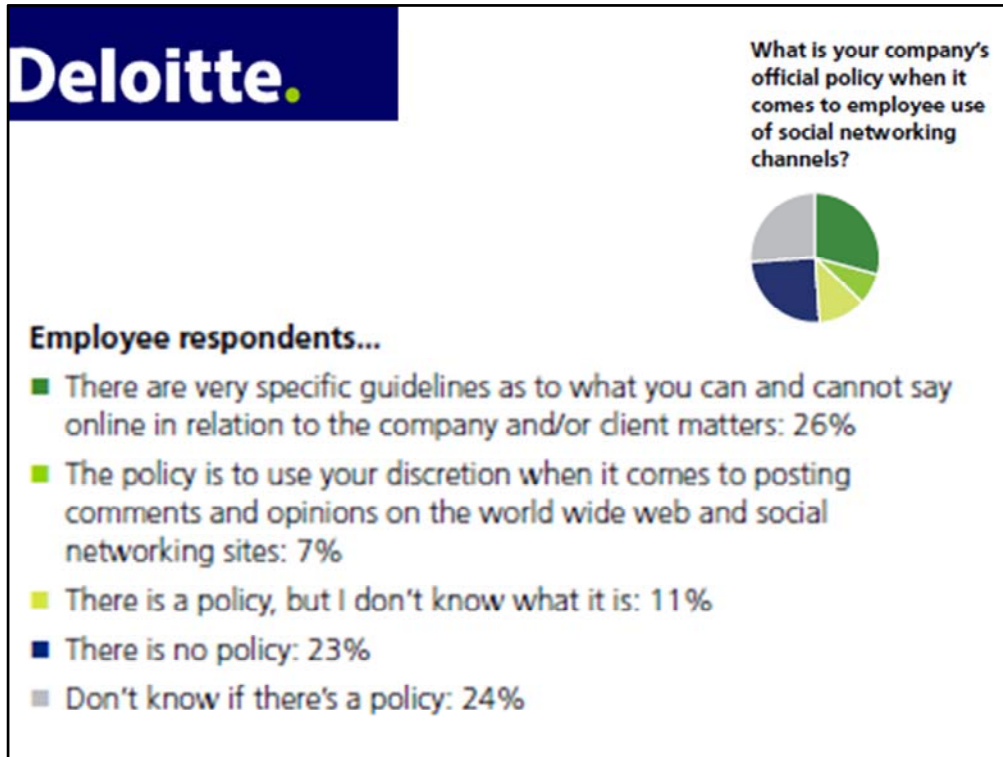 Deloitte.
What is your company's
official policy when it
comes to employee use
of social networking
channels?
Employee respondents...
There are very specific guidelines as to what you can and cannot say
online in relation to the company and/or client matters: 26%
The policy is to use your discretion when it comes to posting
comments and opinions on the world wide web and social
networking sites: 7%
There is a policy, but I don't know what it is: 11%
There is no policy: 23%
Don't know if there's a policy: 24%